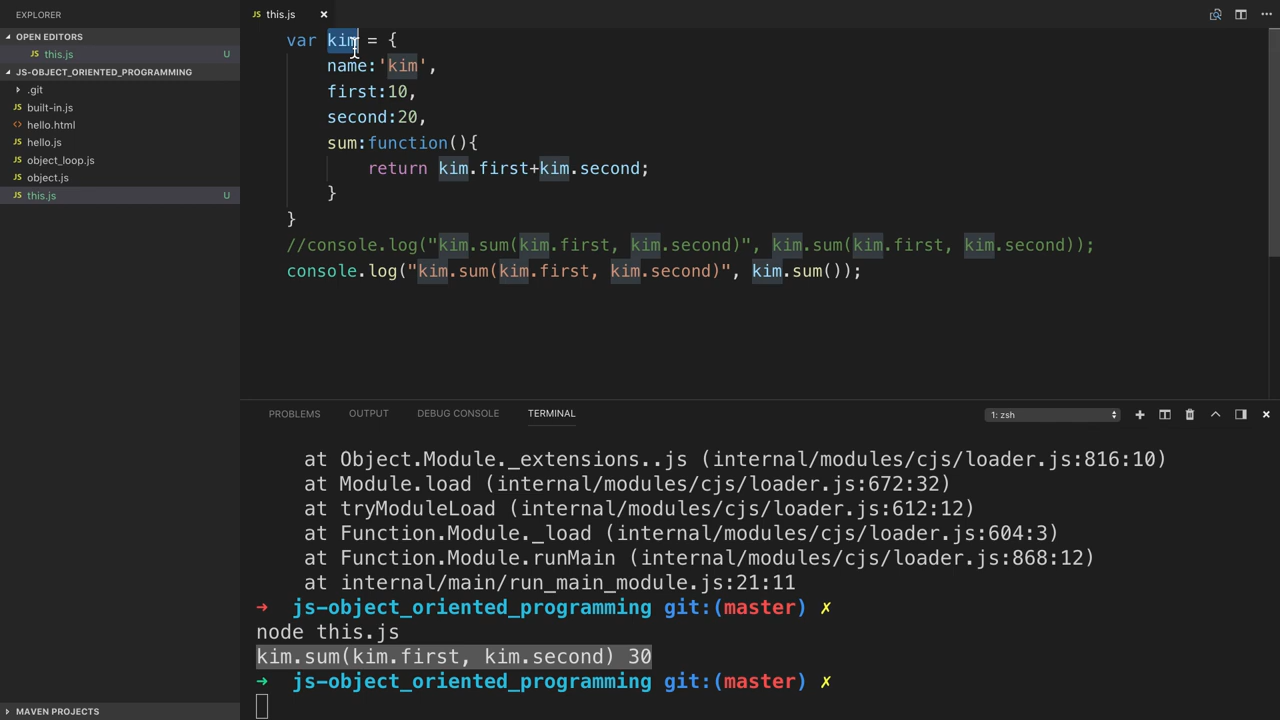 EXPLORER
OPEN EDITORS
JS this.js U
JS-OBJECT_ORIENTED_PROGRAMMING
.git
JS built-in.js
<> hello.html
JS hello.js
JS object_loop.js
JS object.js
JS this.js U
MAVEN PROJECTS
JS this.js ×
var kim = {
    name:'kim',
    first:10,
    second:20,
    sum:function(){
        return kim.first+kim.second;
    }
}
//console.log("kim.sum(kim.first, kim.second)", kim.sum(kim.first, kim.second));
console.log("kim.sum(kim.first, kim.second)", kim.sum());
PROBLEMS OUTPUT DEBUG CONSOLE TERMINAL 1: zsh
at Object.Module._extensions..js (internal/modules/cjs/loader.js:816:10)
at Module.load (internal/modules/cjs/loader.js:672:32)
at tryModuleLoad (internal/modules/cjs/loader.js:612:12)
at Function.Module._load (internal/modules/cjs/loader.js:604:3)
at Function.Module.runMain (internal/modules/cjs/loader.js:868:12)
at internal/main/run_main_module.js:21:11
➜ js-object_oriented_programming git:(master) ✗
node this.js
kim.sum(kim.first, kim.second) 30
➜ js-object_oriented_programming git:(master) ✗